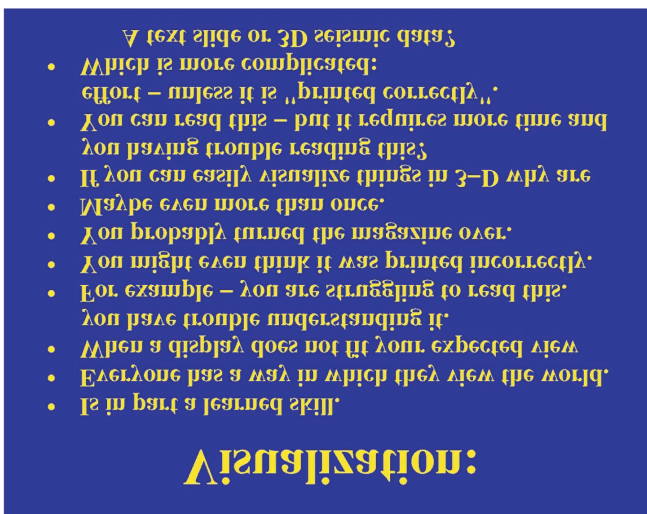 Visualization:
• Is in part a learned skill.
• Everyone has a way in which they view the world.
• When a display does not fit your expected view
you have trouble understanding it.
• For example – you are struggling to read this.
• You might even think it was printed incorrectly.
• You probably turned the magazine over.
• Maybe even more than once.
• If you can easily visualize things in 3–D why are
you having trouble reading this?
• You can read this – but it requires more time and
effort – unless it is "printed correctly".
• Which is more complicated:
A text slide or 3D seismic data?